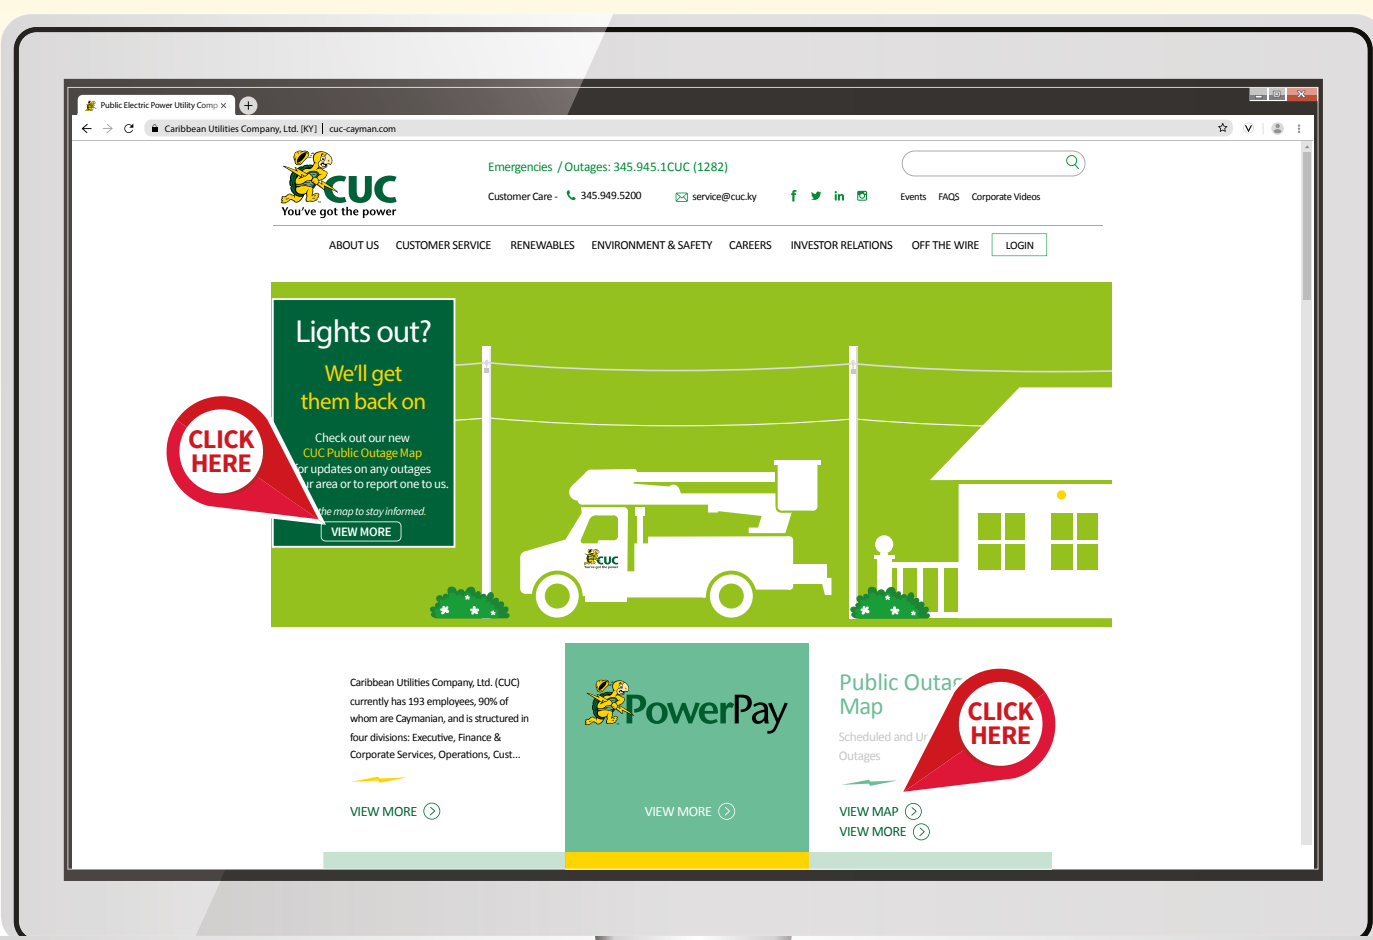 Public Electric Power Utility Comp
Caribbean Utilities Company, Ltd. [KY] | cuc-cayman.com
CUC
You've got the power
Emergencies / Outages: 345.945.1CUC (1282)
Customer Care - 345.949.5200 service@cuc.ky
Events FAQS Corporate Videos
ABOUT US CUSTOMER SERVICE RENEWABLES ENVIRONMENT & SAFETY CAREERS INVESTOR RELATIONS OFF THE WIRE LOGIN
Lights out?
We'll get
them back on
Check out our new
CUC Public Outage Map
for updates on any outages
area or to report one to us.
the map to stay informed.
VIEW MORE
CLICK
HERE
CUC
You've got the power
Caribbean Utilities Company, Ltd. (CUC)
currently has 193 employees, 90% of
whom are Caymanian, and is structured in
four divisions: Executive, Finance &
Corporate Services, Operations, Cust...
VIEW MORE
PowerPay
VIEW MORE
Public
Map
Scheduled and
Outages
CLICK
HERE
VIEW MAP
VIEW MORE